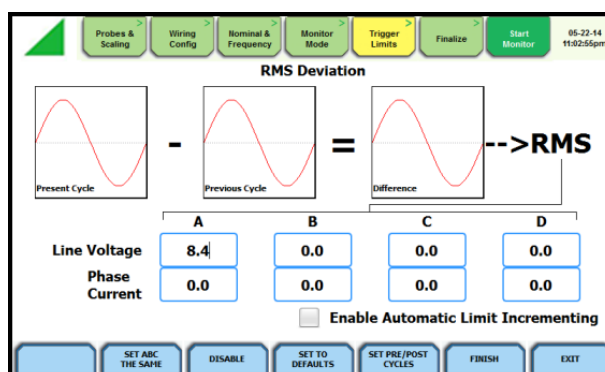 Probes &
Scaling
Wiring
Config
Nominal &
Frequency
Monitor
Mode
Trigger
Limits
Finalize
Start
Monitor
05-22-14
11:02:55pm
RMS Deviation
Present Cycle
-
Previous Cycle
=
Difference
-->RMS
A B C D
Line Voltage 8.4 0.0 0.0 0.0
Phase
Current 0.0 0.0 0.0 0.0
Enable Automatic Limit Incrementing
SET ABC
THE SAME
DISABLE
SET TO
DEFAULTS
SET PRE/POST
CYCLES
FINISH
EXIT